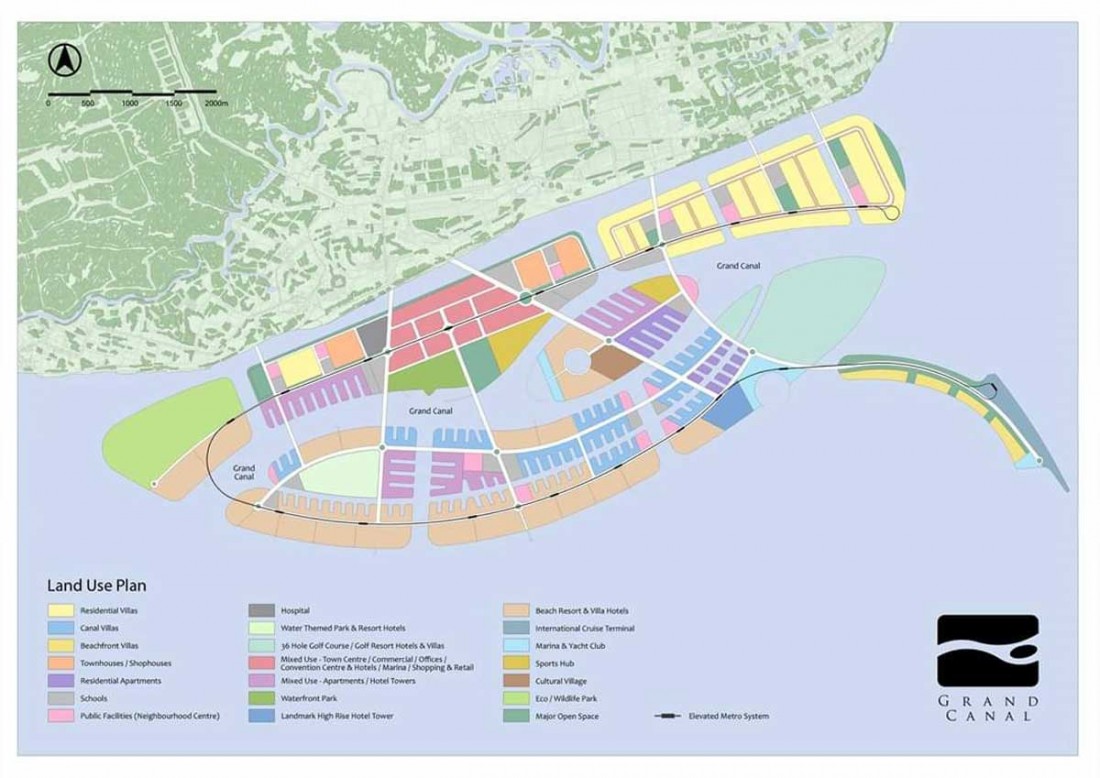 0 500 1000 1500 2000m
Grand Canal
Grand Canal
Grand
Canal
Land Use Plan
Residential Villas
Canal Villas
Beachfront Villas
Townhouses / Shophouses
Residential Apartments
Schools
Public Facilities (Neighbourhood Centre)
Hospital
Water Themed Park & Resort Hotels
36 Hole Golf Course / Golf Resort Hotels & Villas
Mixed Use - Town Centre / Commercial / Offices /
Convention Centre & Hotels / Marina / Shopping & Retail
Mixed Use - Apartments / Hotel Towers
Waterfront Park
Landmark High Rise Hotel Tower
Beach Resort & Villa Hotels
International Cruise Terminal
Marina & Yacht Club
Sports Hub
Cultural Village
Eco / Wildlife Park
Major Open Space
Elevated Metro System
GRAND
CANAL